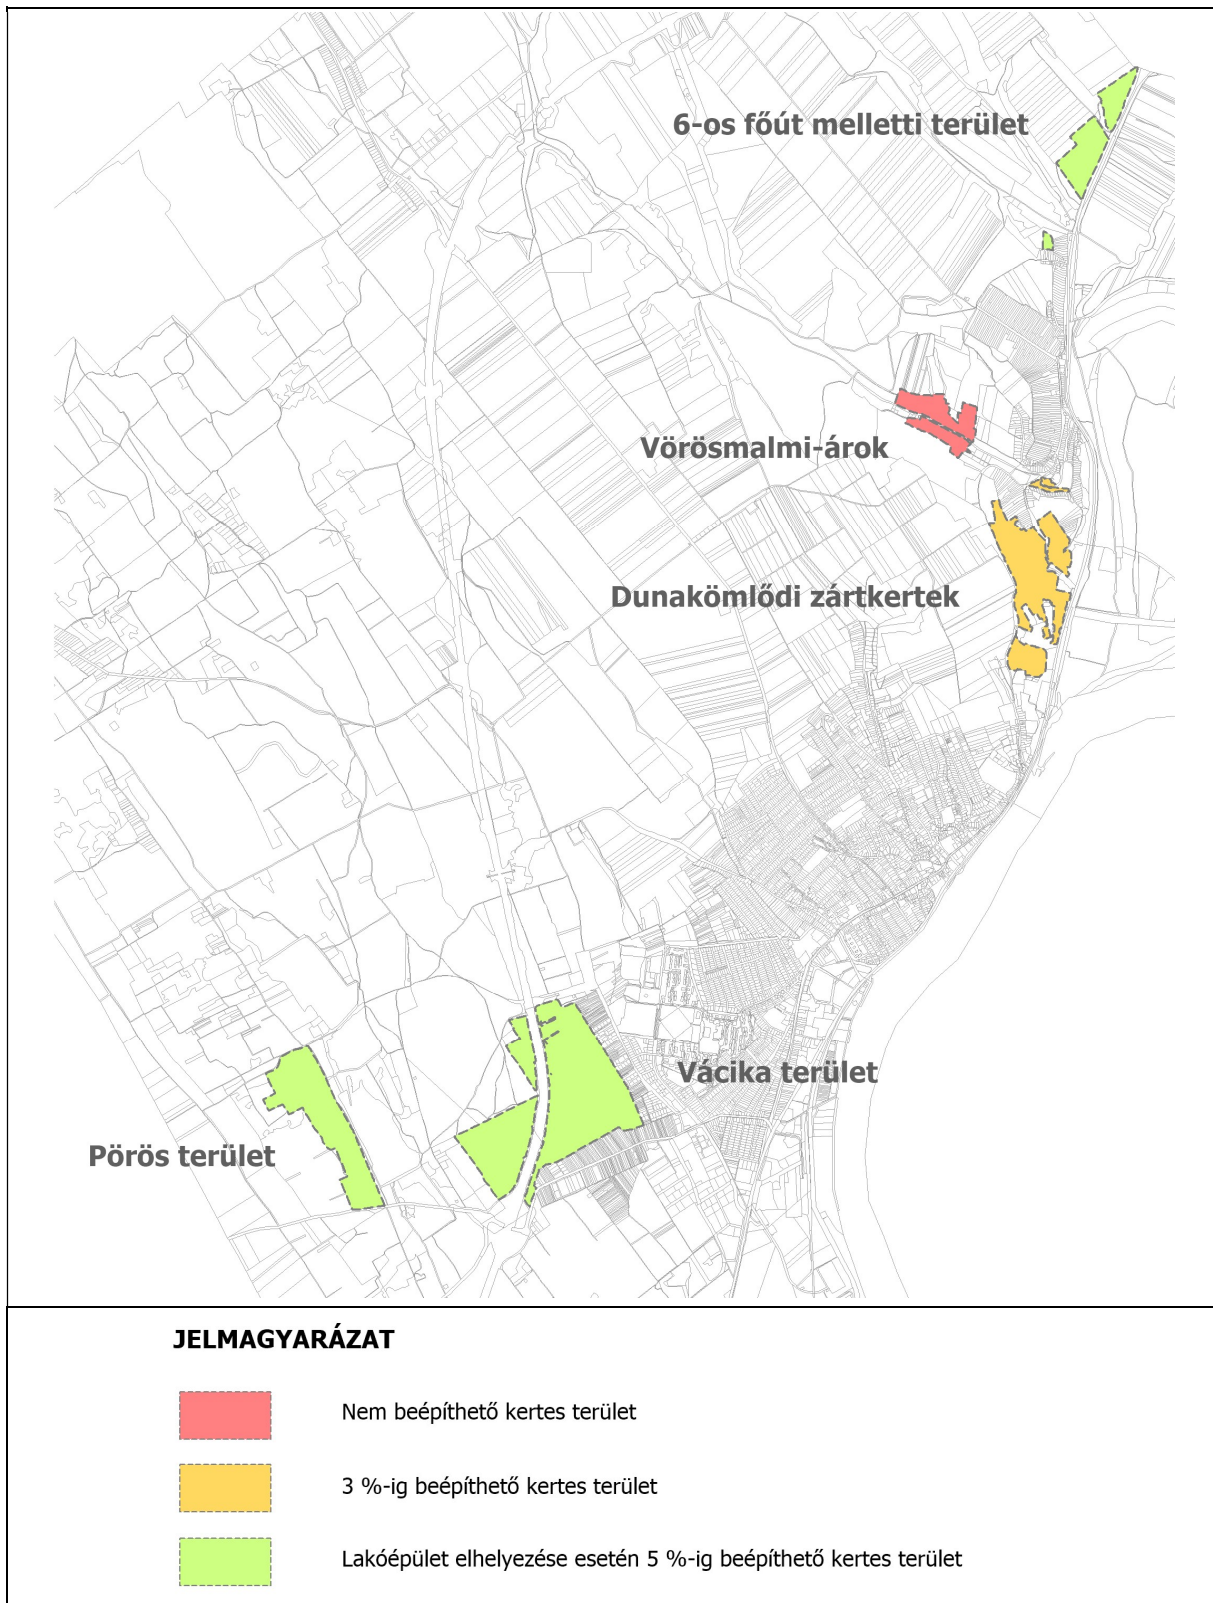 6-os főút melletti terület
Vörösmalmi-árok
Dunakömlődi zártkertek
Vácika terület
Pörös terület
JELMAGYARÁZAT
Nem beépíthető kertes terület
3 %-ig beépíthető kertes terület
Lakóépület elhelyezése esetén 5 %-ig beépíthető kertes terület